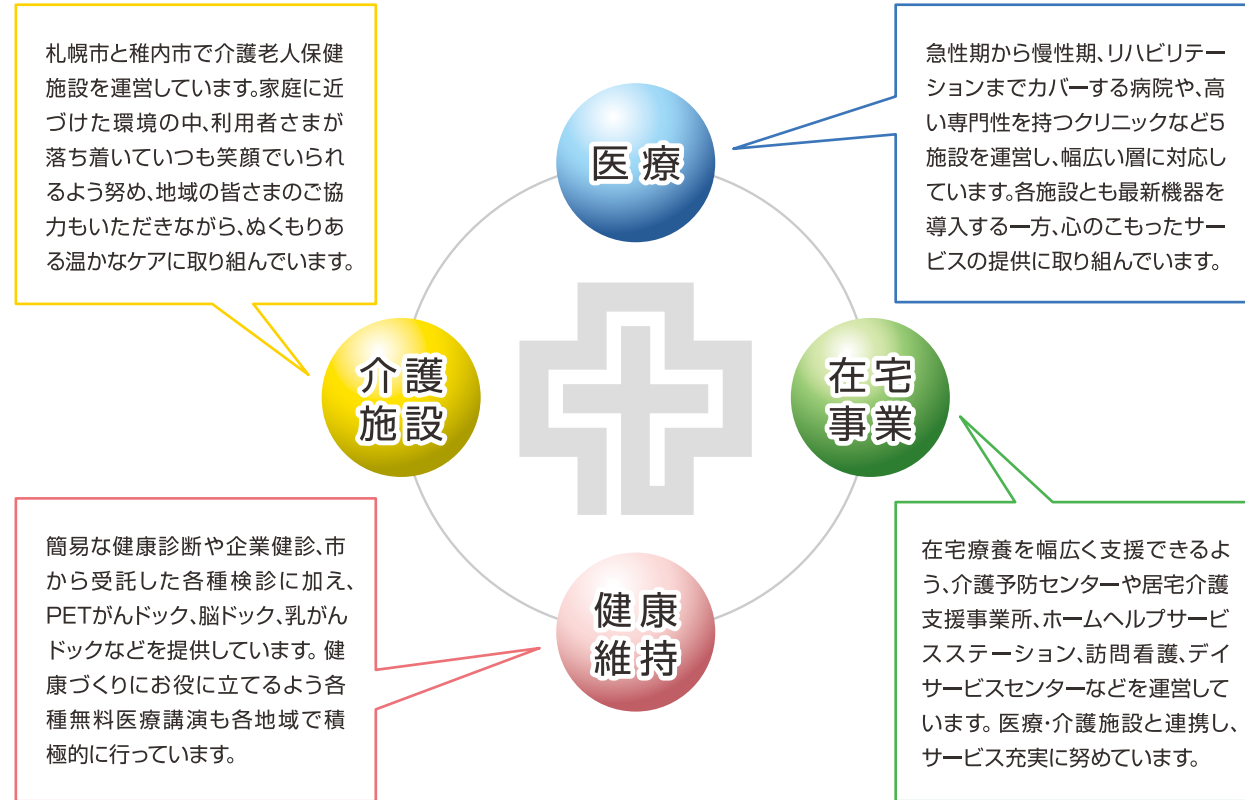 札幌市と稚内市で介護老人保健
施設を運営しています。家庭に近
づけた環境の中、利用者さまが
落ち着いていつも笑顔でいられ
るよう努め、地域の皆さまのご協
力もいただきながら、ぬくもりあ
る温かなケアに取り組んでいます。
医療
急性期から慢性期、リハビリテー
ションまでカバーする病院や、高
い専門性を持つクリニックなど5
施設を運営し、幅広い層に対応し
ています。各施設とも最新機器を
導入する一方、心のこもったサー
ビスの提供に取り組んでいます。
介護
施設
在宅
事業
簡易な健康診断や企業健診、市
から受託した各種検診に加え、
PETがんドック、脳ドック、乳がん
ドックなどを提供しています。健
康づくりにお役に立てるよう各
種無料医療講演も各地域で積
極的に行っています。
健康
維持
在宅療養を幅広く支援できるよ
う、介護予防センターや居宅介護
支援事業所、ホームヘルプサービ
スステーション、訪問看護、デイ
サービスセンターなどを運営して
います。医療・介護施設と連携し、
サービス充実に努めています。